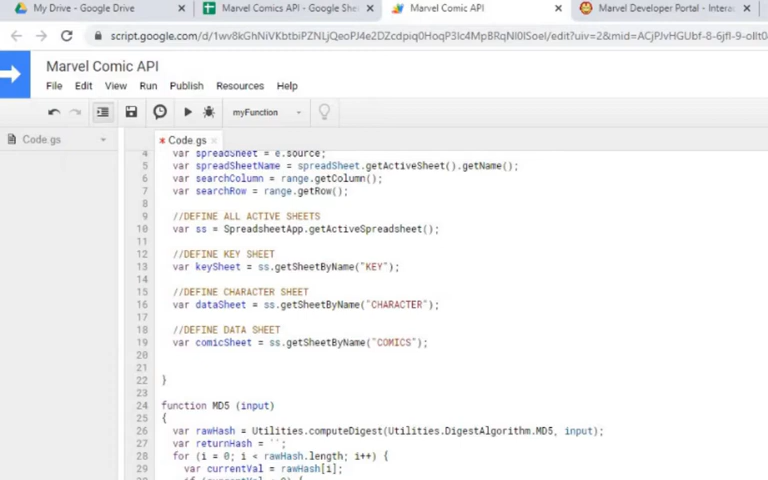 My Drive - Google Drive
Marvel Comics API - Google She
Marvel Comic API
Marvel Developer Portal - Intera
Marvel Comic API
File Edit View Run Publish Resources Help
myFunction
Code.gs
* Code.gs
4 var spreadSheet = e.source;
5 var spreadSheetName = spreadSheet.getActiveSheet().getName();
6 var searchColumn = range.getColumn();
7 var searchRow = range.getRow();
8
9 //DEFINE ALL ACTIVE SHEETS
10 var ss = SpreadsheetApp.getActiveSpreadsheet();
11
12 //DEFINE KEY SHEET
13 var keySheet = ss.getSheetByName("KEY");
14
15 //DEFINE CHARACTER SHEET
16 var dataSheet = ss.getSheetByName("CHARACTER");
17
18 //DEFINE DATA SHEET
19 var comicSheet = ss.getSheetByName("COMICS");
20
21
22 }
23
24 function MD5 (input)
25 {
26 var rawHash = Utilities.computeDigest(Utilities.DigestAlgorithm.MD5, input);
27 var returnHash = '';
28 for (i = 0; i < rawHash.length; i++) {
29 var currentVal = rawHash[i];